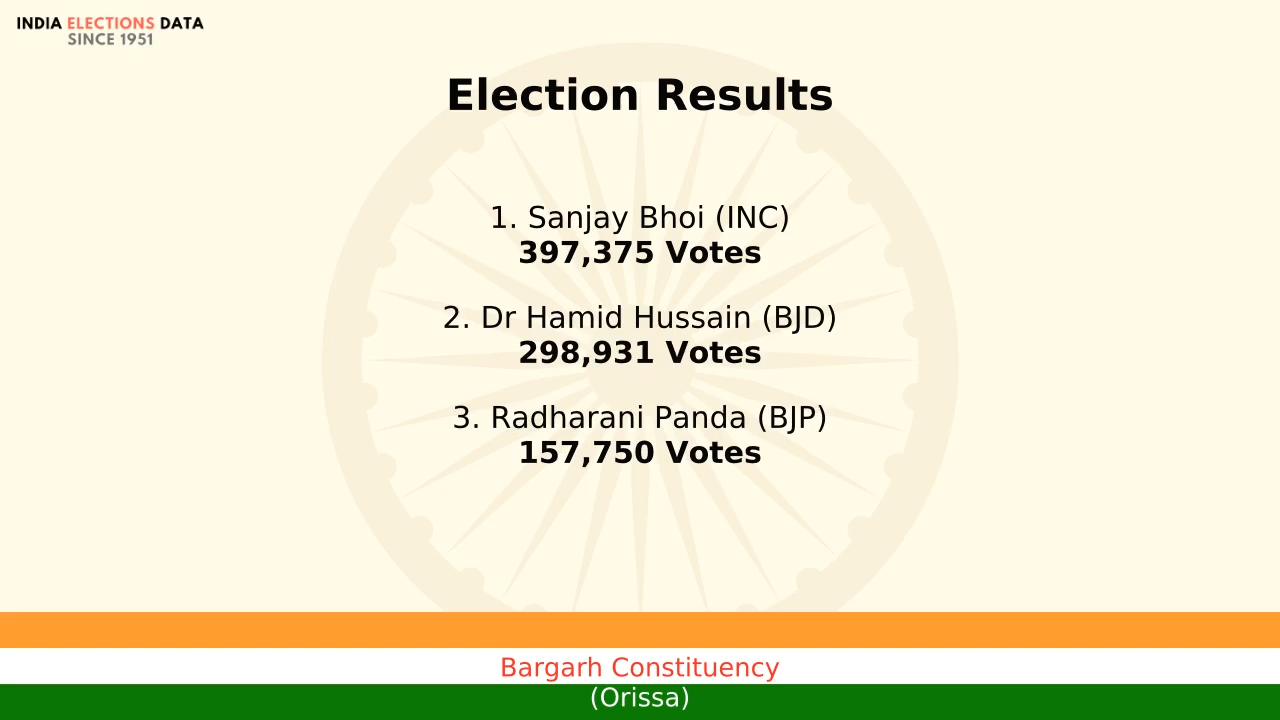 INDIA ELECTIONS DATA
SINCE 1951
Election Results
1. Sanjay Bhoi (INC)
397,375 Votes
2. Dr Hamid Hussain (BJD)
298,931 Votes
3. Radharani Panda (BJP)
157,750 Votes
Bargarh Constituency
(Orissa)